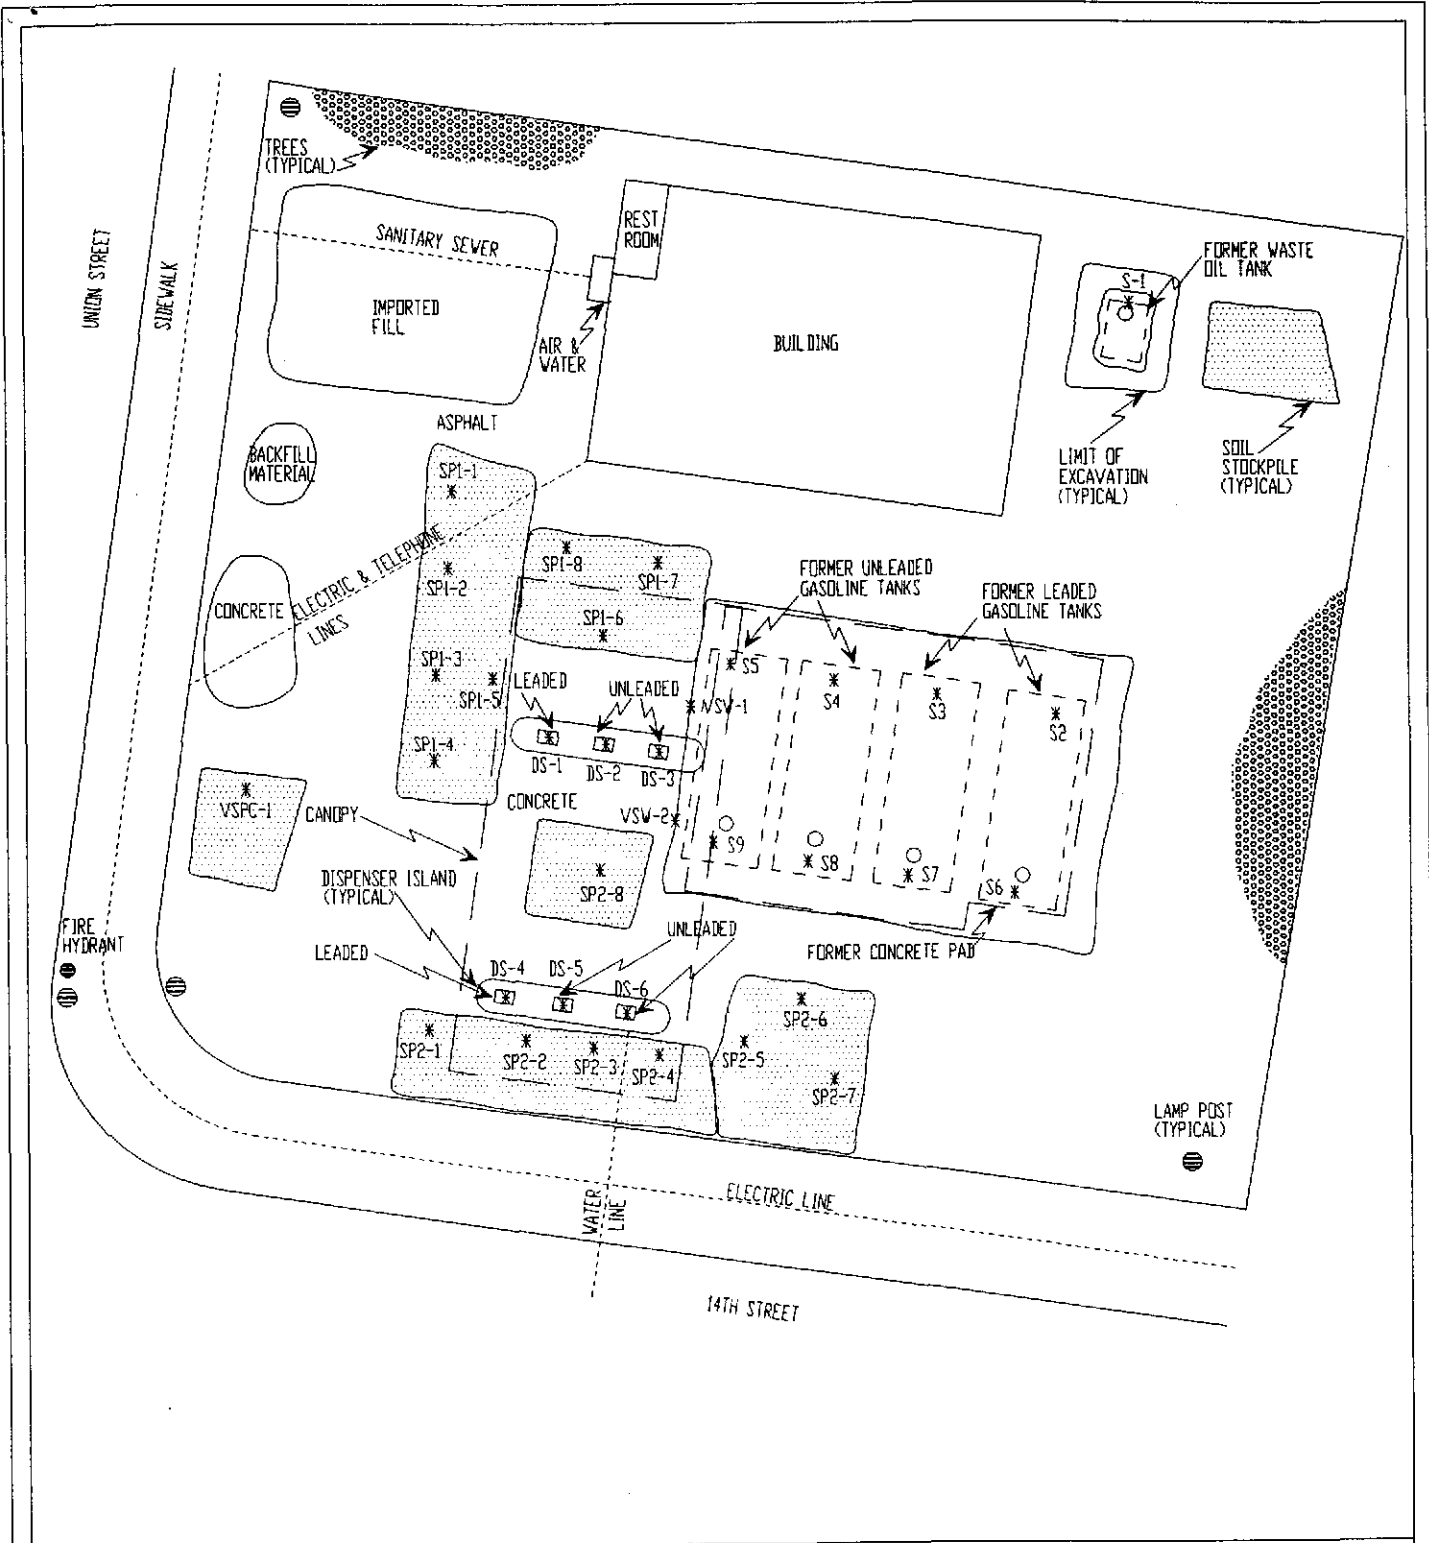 TREES
(TYPICAL)
REST
ROOM
SANITARY SEWER
FORMER WASTE
OIL TANK
S-1
UNION STREET
SIDEWALK
IMPORTED
FILL
AIR &
WATER
BUILDING
ASPHALT
BACKFILL
MATERIAL
LIMIT OF
EXCAVATION
(TYPICAL)
SOIL
STOCKPILE
(TYPICAL)
SP1-1
ELECTRIC & TELEPHONE
LINES
SP1-2
SP1-8
SP1-7
SP1-6
FORMER UNLEADED
GASOLINE TANKS
FORMER LEADED
GASOLINE TANKS
CONCRETE
SP1-3
SP1-5
LEADED
UNLEADED
VSW-1
S5
S4
S3
S2
SP1-4
DS-1
DS-2
DS-3
VSPC-1
CANOPY
CONCRETE
VSW-2
S9
S8
S7
S6
DISPENSER ISLAND
(TYPICAL)
SP2-8
FIRE
HYDRANT
LEADED
UNLEADED
FORMER CONCRETE PAD
DS-4
DS-5
DS-6
SP2-1
SP2-2
SP2-3
SP2-4
SP2-5
SP2-6
SP2-7
LAMP POST
(TYPICAL)
WATER
LINE
ELECTRIC LINE
14TH STREET